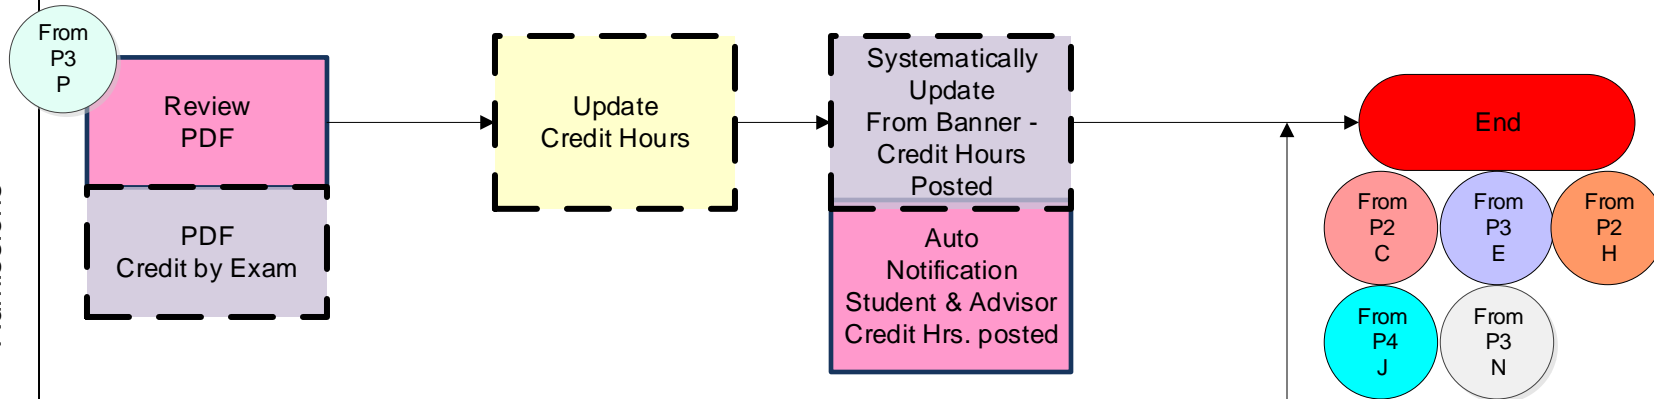 From
P3
P
Review
PDF
PDF
Credit by Exam
Update
Credit Hours
Systematically
Update
From Banner -
Credit Hours
Posted
Auto
Notification
Student & Advisor
Credit Hrs. posted
End
From
P2
C
From
P3
E
From
P2
H
From
P4
J
From
P3
N